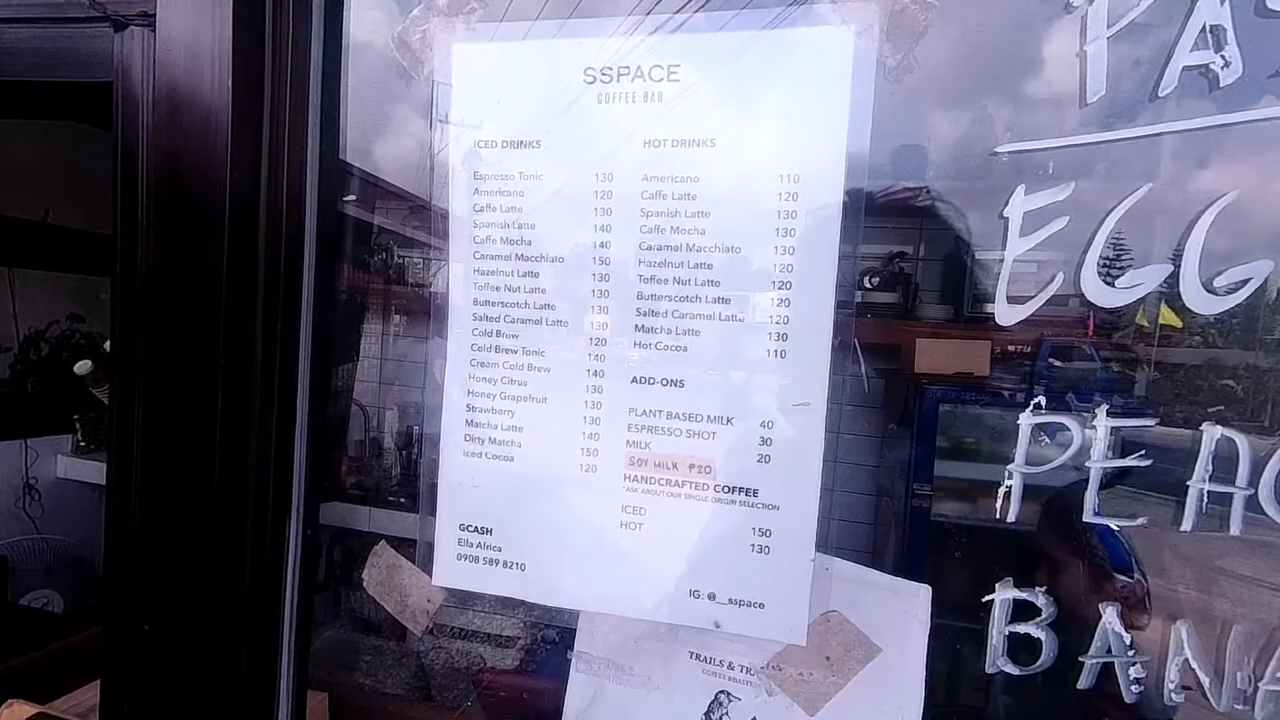 SSPACE
COFFEE BAR
ICED DRINKS
Espresso Tonic 130
Americano 120
Caffe Latte 130
Spanish Latte 140
Caffe Mocha 140
Caramel Macchiato 150
Hazelnut Latte 130
Toffee Nut Latte 130
Butterscotch Latte 130
Salted Caramel Latte 130
Cold Brew 120
Cold Brew Tonic 140
Cream Cold Brew 140
Honey Citrus 130
Honey Grapefruit 130
Strawberry 130
Matcha Latte 140
Dirty Matcha 150
Iced Cocoa 120
GCASH
Ella Africa
0908 589 8210
HOT DRINKS
Americano 110
Caffe Latte 120
Spanish Latte 130
Caffe Mocha 130
Caramel Macchiato 130
Hazelnut Latte 120
Toffee Nut Latte 120
Butterscotch Latte 120
Salted Caramel Latte 120
Matcha Latte 130
Hot Cocoa 110
ADD-ONS
PLANT BASED MILK 40
ESPRESSO SHOT 30
MILK 20
SOY MILK ₱20
HANDCRAFTED COFFEE
*ASK ABOUT OUR SINGLE ORIGIN SELECTION
ICED 150
HOT 130
IG: @__sspace
TRAILS &
COFFEE
PA
EGG
PEA
BANA